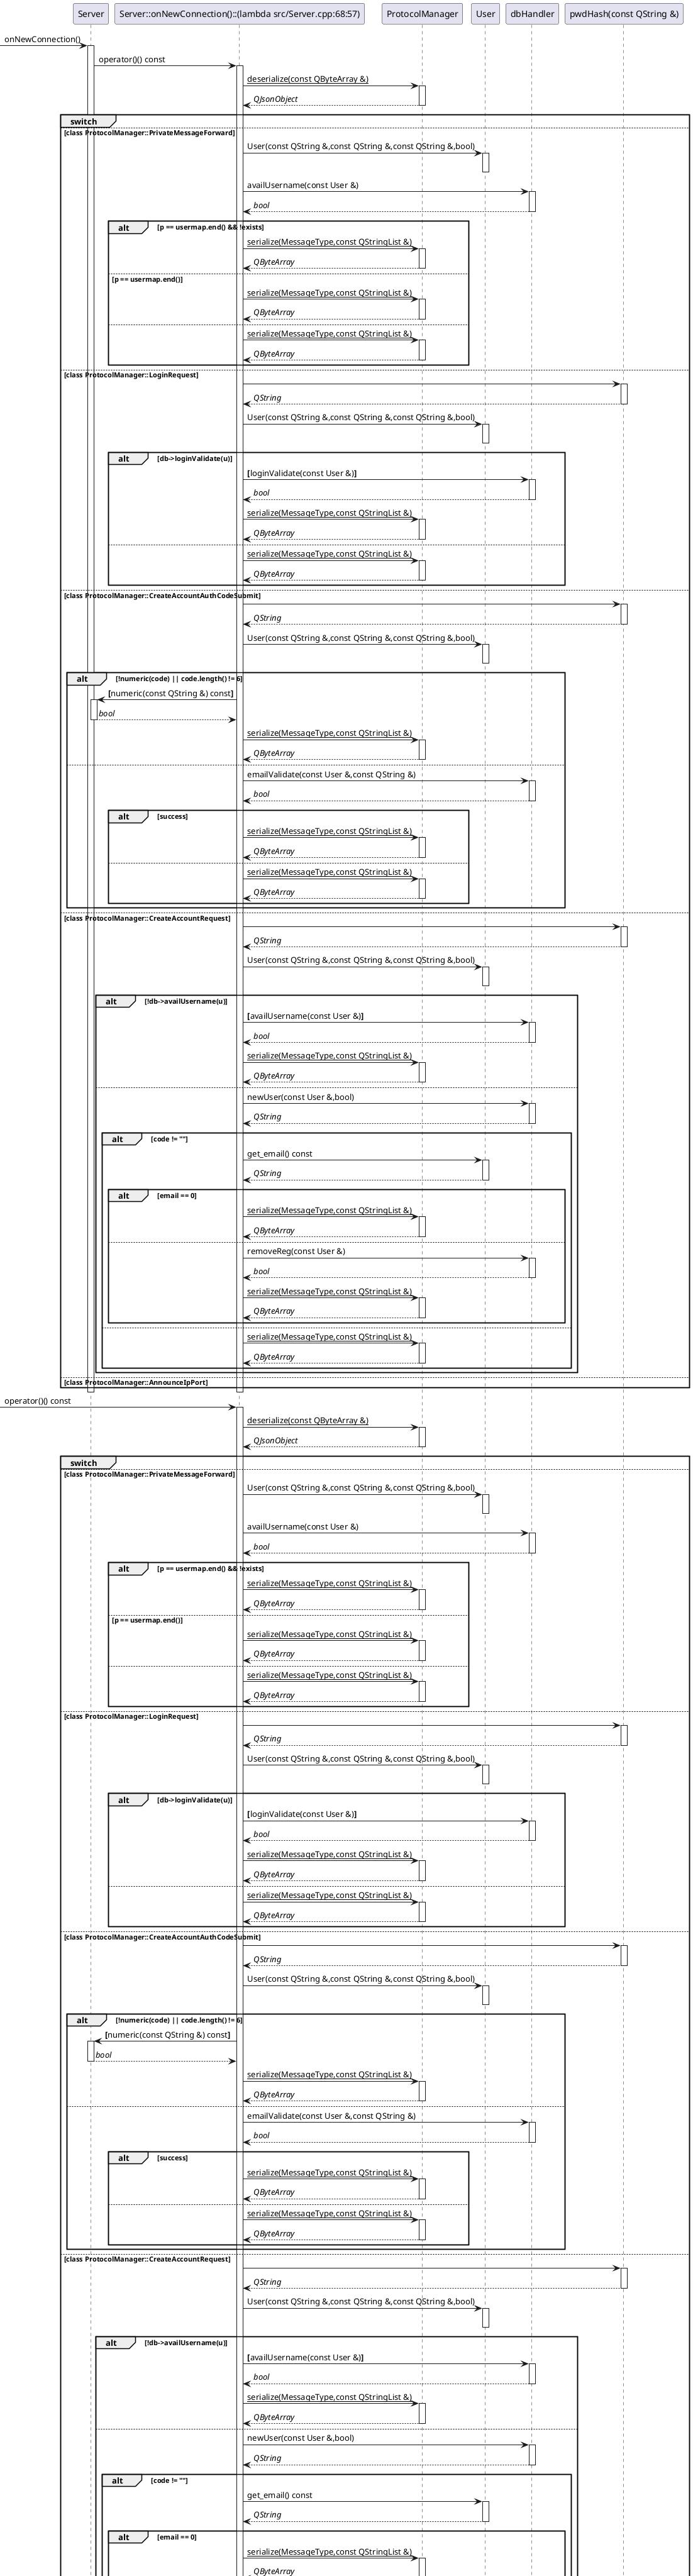 Server
Server::onNewConnection()::(lambda src/Server.cpp:68:57)
ProtocolManager
User
dbHandler
pwdHash(const QString &)
onNewConnection()
operator()() const
deserialize(const QByteArray &)
QJsonObject
switch
[class ProtocolManager::PrivateMessageForward]
User(const QString &,const QString &,const QString &,bool)
availUsername(const User &)
bool
alt [p == usermap.end() && !exists]
serialize(MessageType,const QStringList &)
QByteArray
[p == usermap.end()]
serialize(MessageType,const QStringList &)
QByteArray
serialize(MessageType,const QStringList &)
QByteArray
[class ProtocolManager::LoginRequest]
QString
User(const QString &,const QString &,const QString &,bool)
alt [db->loginValidate(u)]
[loginValidate(const User &)]
bool
serialize(MessageType,const QStringList &)
QByteArray
serialize(MessageType,const QStringList &)
QByteArray
[class ProtocolManager::CreateAccountAuthCodeSubmit]
QString
User(const QString &,const QString &,const QString &,bool)
alt [!numeric(code) || code.length() != 6]
[numeric(const QString &) const]
bool
serialize(MessageType,const QStringList &)
QByteArray
emailValidate(const User &,const QString &)
bool
alt [success]
serialize(MessageType,const QStringList &)
QByteArray
serialize(MessageType,const QStringList &)
QByteArray
[class ProtocolManager::CreateAccountRequest]
QString
User(const QString &,const QString &,const QString &,bool)
alt [!db->availUsername(u)]
[availUsername(const User &)]
bool
serialize(MessageType,const QStringList &)
QByteArray
newUser(const User &,bool)
QString
alt [code != ""]
get_email() const
QString
alt [email == 0]
serialize(MessageType,const QStringList &)
QByteArray
removeReg(const User &)
bool
serialize(MessageType,const QStringList &)
QByteArray
serialize(MessageType,const QStringList &)
QByteArray
[class ProtocolManager::AnnounceIpPort]
operator()() const
deserialize(const QByteArray &)
QJsonObject
switch
[class ProtocolManager::PrivateMessageForward]
User(const QString &,const QString &,const QString &,bool)
availUsername(const User &)
bool
alt [p == usermap.end() && !exists]
serialize(MessageType,const QStringList &)
QByteArray
[p == usermap.end()]
serialize(MessageType,const QStringList &)
QByteArray
serialize(MessageType,const QStringList &)
QByteArray
[class ProtocolManager::LoginRequest]
QString
User(const QString &,const QString &,const QString &,bool)
alt [db->loginValidate(u)]
[loginValidate(const User &)]
bool
serialize(MessageType,const QStringList &)
QByteArray
serialize(MessageType,const QStringList &)
QByteArray
[class ProtocolManager::CreateAccountAuthCodeSubmit]
QString
User(const QString &,const QString &,const QString &,bool)
alt [!numeric(code) || code.length() != 6]
[numeric(const QString &) const]
bool
serialize(MessageType,const QStringList &)
QByteArray
emailValidate(const User &,const QString &)
bool
alt [success]
serialize(MessageType,const QStringList &)
QByteArray
serialize(MessageType,const QStringList &)
QByteArray
[class ProtocolManager::CreateAccountRequest]
QString
User(const QString &,const QString &,const QString &,bool)
alt [!db->availUsername(u)]
[availUsername(const User &)]
bool
serialize(MessageType,const QStringList &)
QByteArray
newUser(const User &,bool)
QString
alt [code != ""]
get_email() const
QString
alt [email == 0]
serialize(MessageType,const QStringList &)
QByteArray